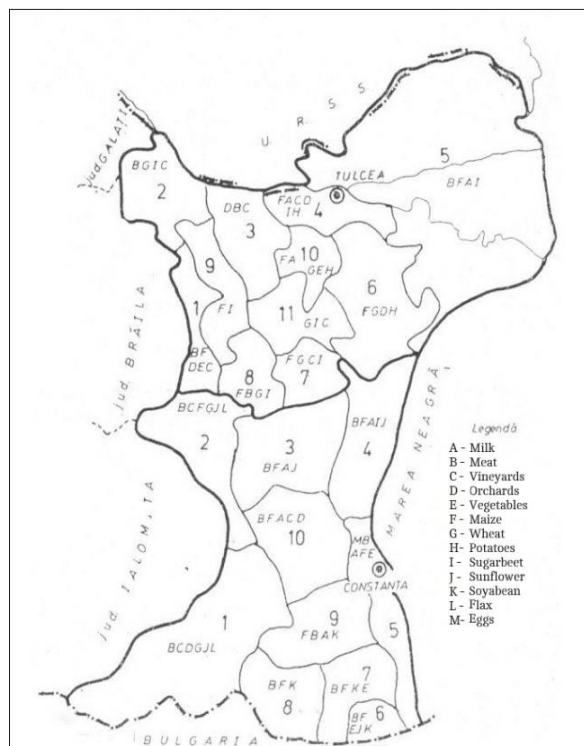 U.R.S.S.
jud. GALAȚI
BGIC
2
TULCEA
5
BFAI
FACD
IH
4
DBC
3
FA
10
GEH
9
FI
6
FGDH
1
BF
DEC
11
GIC
8
FBGI
FGCI
7
jud. BRĂILA
BCFGJL
2
3
BFAJ
BFAIJ
4
MAREA NEAGRĂ
jud. IALOMIȚA
BFACD
10
MB
AFE
CONSTANTA
1
BCDGJL
9
FBAK
5
BFK
8
7
BFKE
6
BF
EJK
BULGARIA
Legendă
A - Milk
B - Meat
C - Vineyards
D - Orchards
E - Vegetables
F - Maize
G - Wheat
H - Potatoes
I - Sugarbeet
J - Sunflower
K - Soyabean
L - Flax
M- Eggs